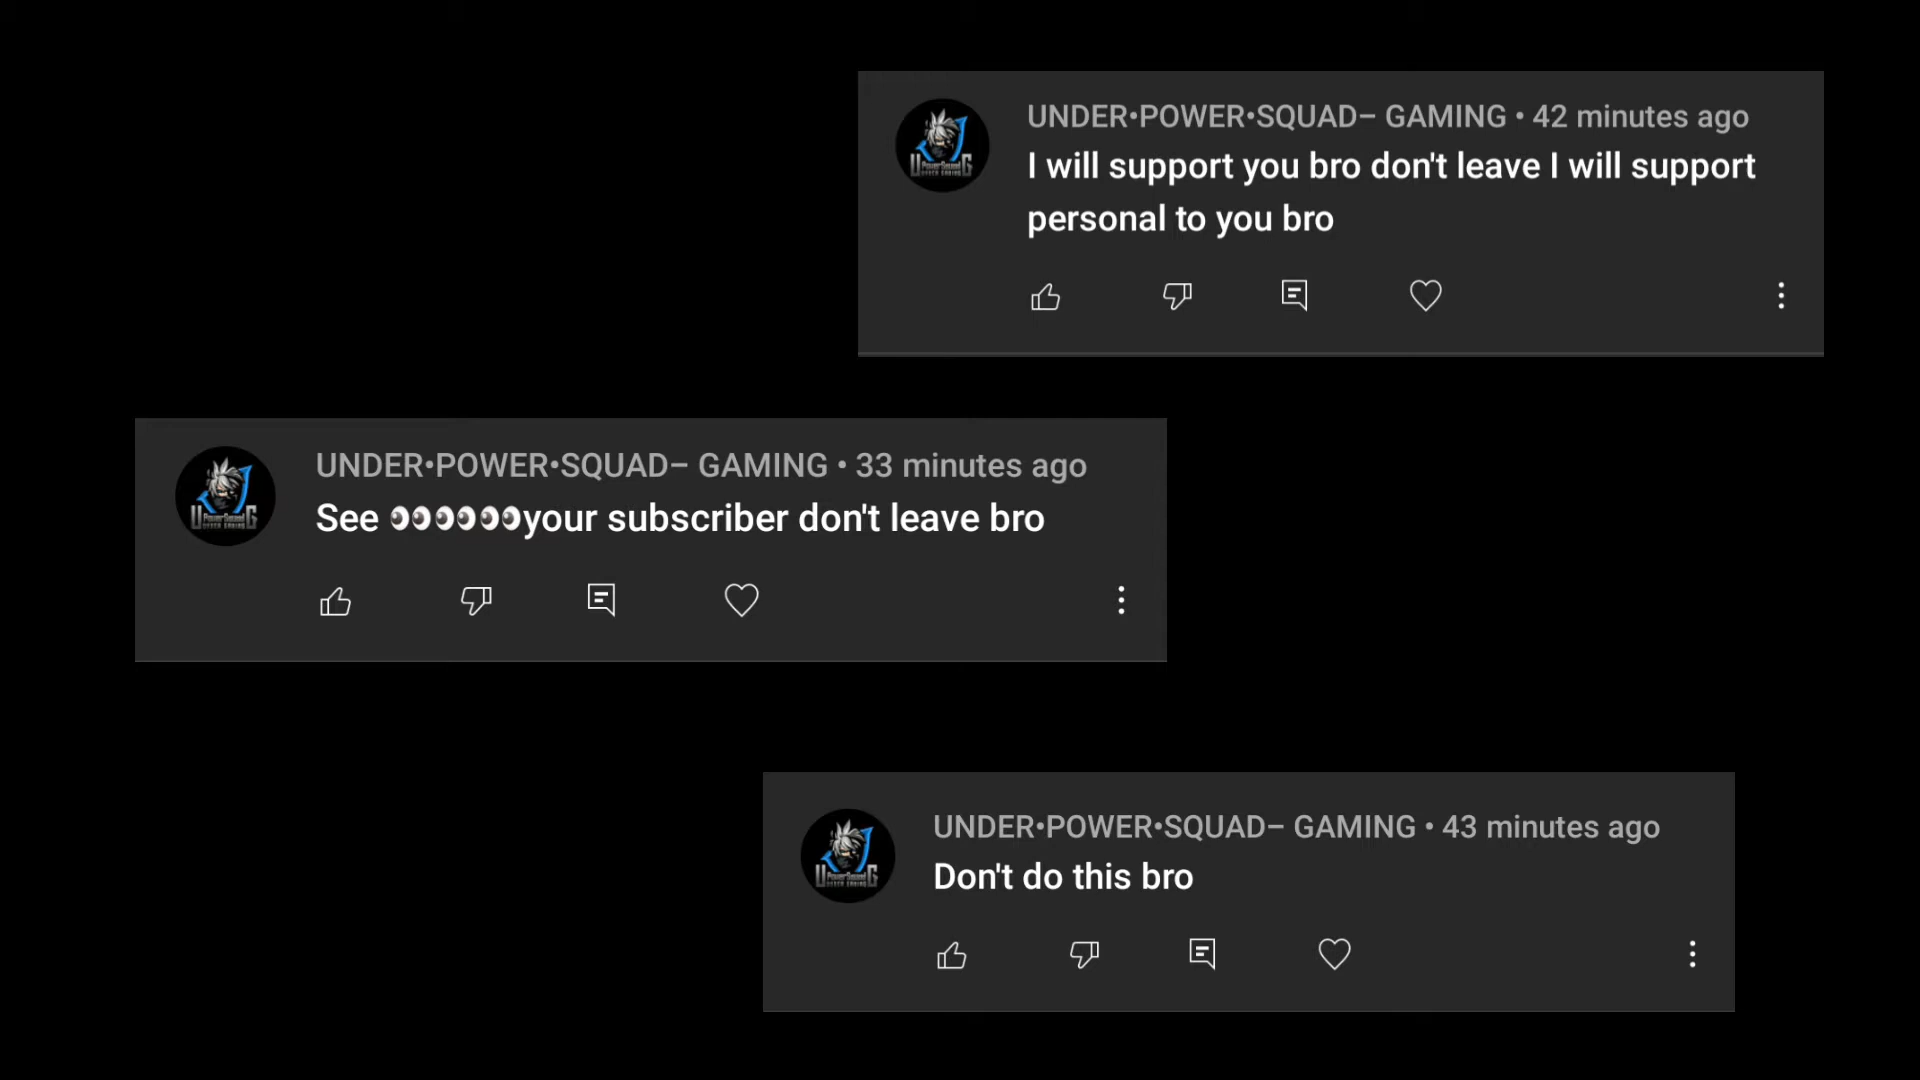 UNDER•POWER•SQUAD– GAMING • 42 minutes ago
I will support you bro don't leave I will support
personal to you bro
UNDER•POWER•SQUAD– GAMING • 33 minutes ago
See 👀👀👀your subscriber don't leave bro
UNDER•POWER•SQUAD– GAMING • 43 minutes ago
Don't do this bro